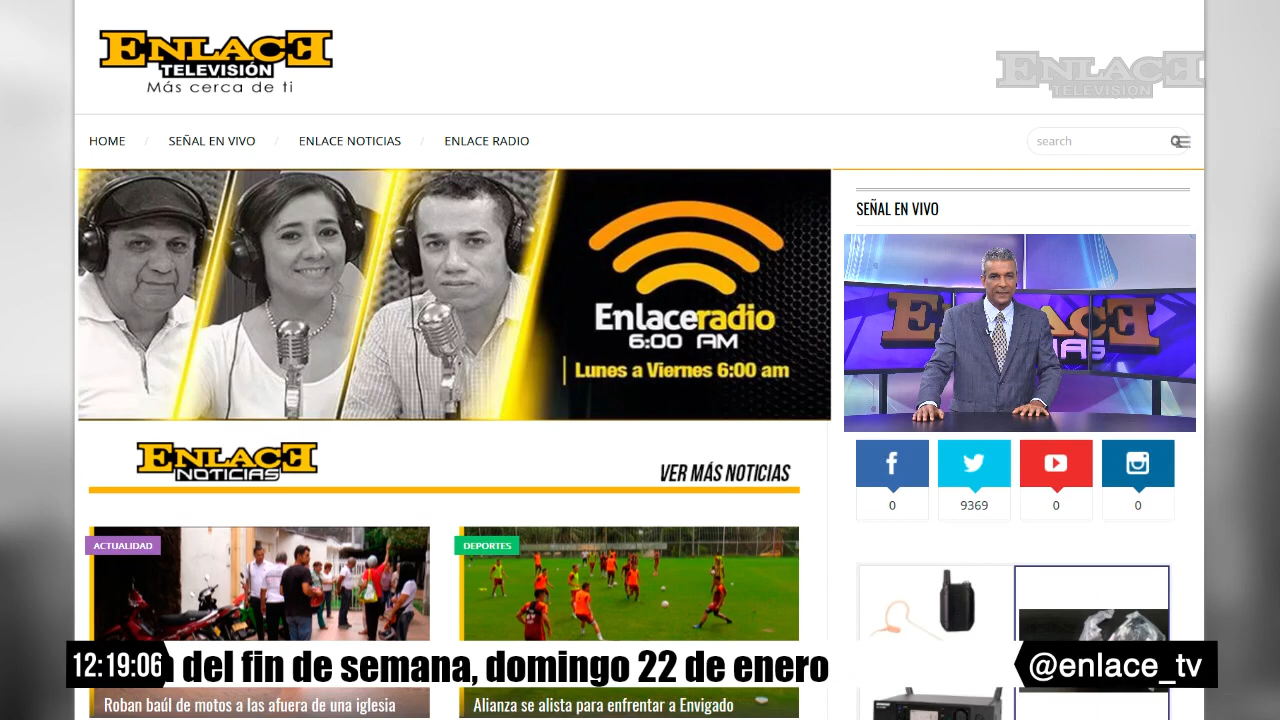 ENLACE
TELEVISIÓN
Más cerca de ti
ENLACE
TELEVISIÓN
HOME / SEÑAL EN VIVO / ENLACE NOTICIAS / ENLACE RADIO
search
SEÑAL EN VIVO
Enlaceradio
6:00 AM
Lunes a Viernes 6:00 am
ENLACE
ENLACE
NOTICIAS
VER MÁS NOTICIAS
0
9369
0
0
ACTUALIDAD
DEPORTES
12:19:06
del fin de semana, domingo 22 de enero
@enlace_tv
Roban baúl de motos a las afuera de una iglesia
Alianza se alista para enfrentar a Envigado